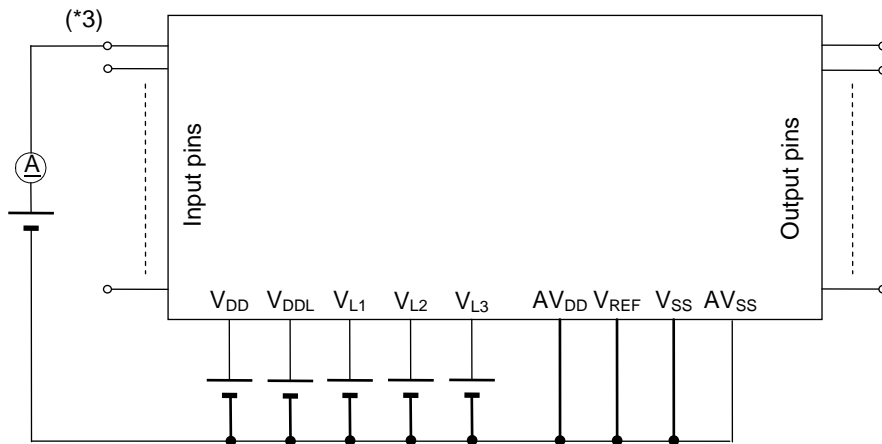 (*3)
A
Input pins
Output pins
VDD VDDL VL1 VL2 VL3 AVDD VREF VSS AVSS